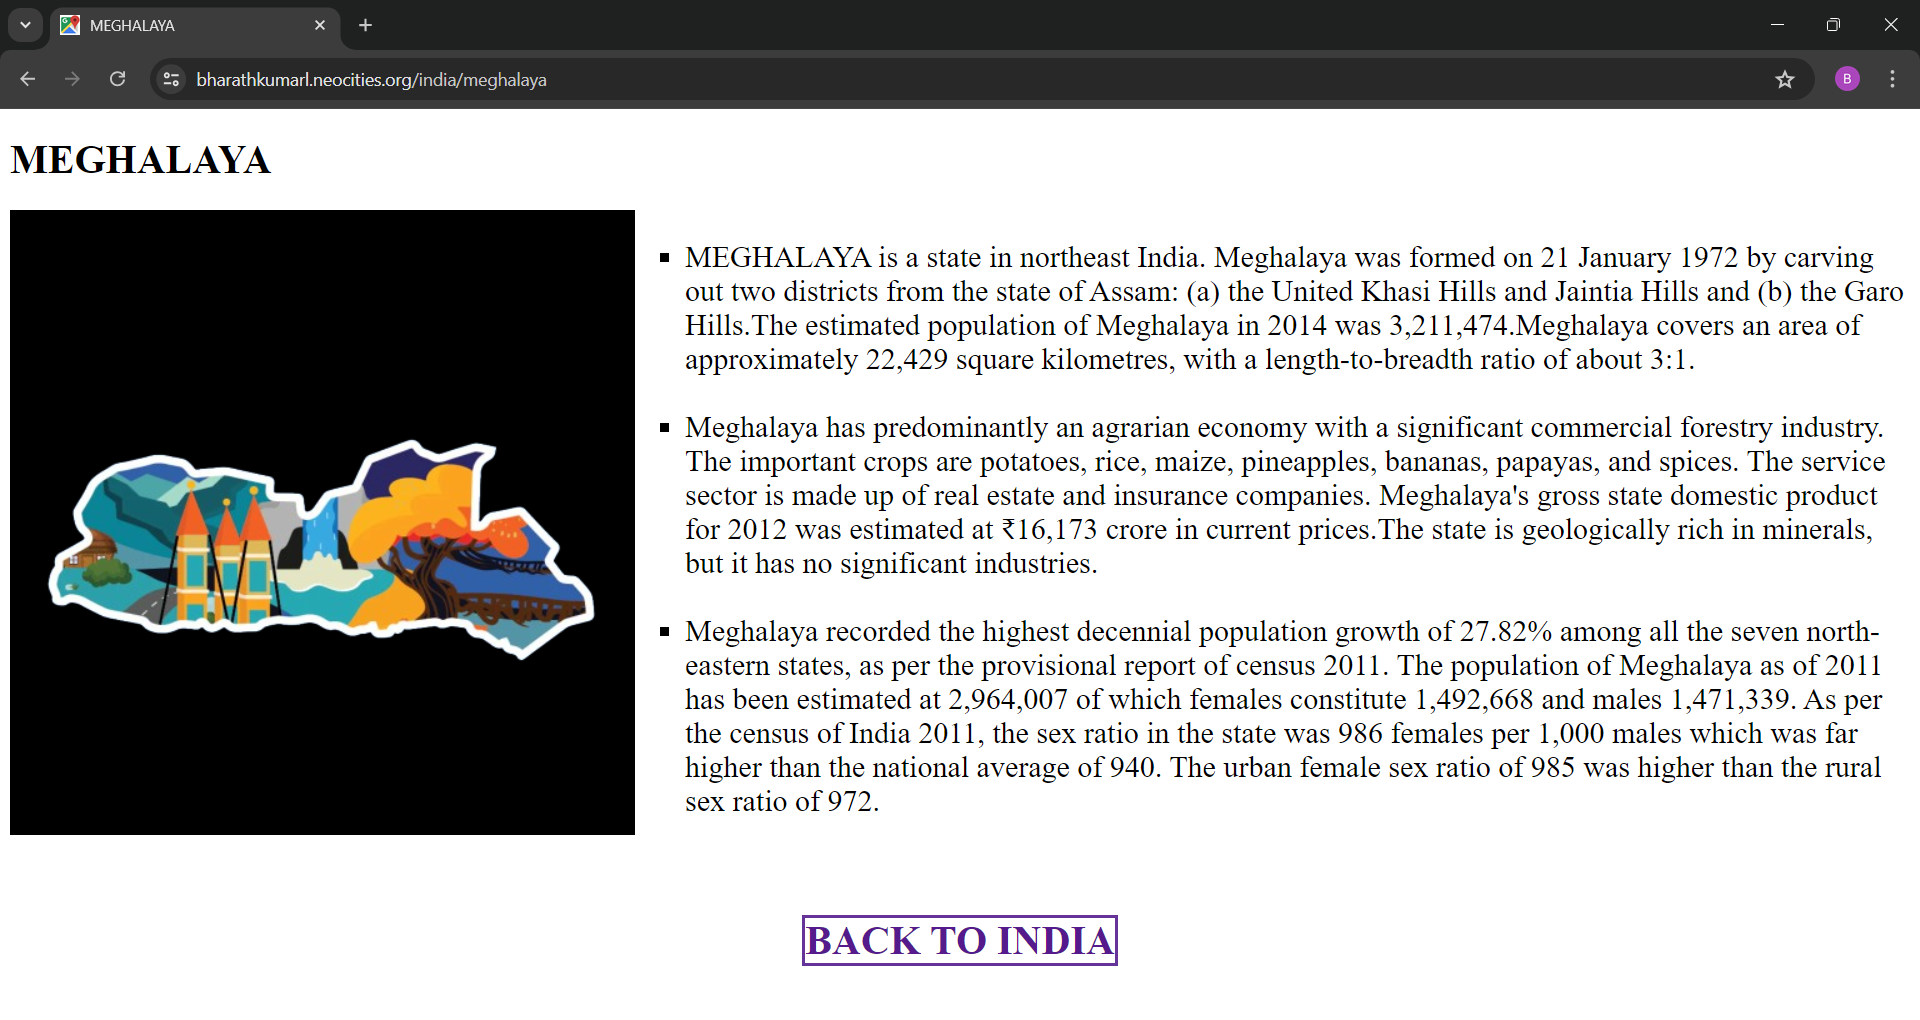 MEGHALAYA
bharathkumarl.neocities.org/india/meghalaya
B
MEGHALAYA
MEGHALAYA is a state in northeast India. Meghalaya was formed on 21 January 1972 by carving
out two districts from the state of Assam: (a) the United Khasi Hills and Jaintia Hills and (b) the Garo
Hills.The estimated population of Meghalaya in 2014 was 3,211,474.Meghalaya covers an area of
approximately 22,429 square kilometres, with a length-to-breadth ratio of about 3:1.
Meghalaya has predominantly an agrarian economy with a significant commercial forestry industry.
The important crops are potatoes, rice, maize, pineapples, bananas, papayas, and spices. The service
sector is made up of real estate and insurance companies. Meghalaya's gross state domestic product
for 2012 was estimated at ₹16,173 crore in current prices.The state is geologically rich in minerals,
but it has no significant industries.
Meghalaya recorded the highest decennial population growth of 27.82% among all the seven north-
eastern states, as per the provisional report of census 2011. The population of Meghalaya as of 2011
has been estimated at 2,964,007 of which females constitute 1,492,668 and males 1,471,339. As per
the census of India 2011, the sex ratio in the state was 986 females per 1,000 males which was far
higher than the national average of 940. The urban female sex ratio of 985 was higher than the rural
sex ratio of 972.
BACK TO INDIA